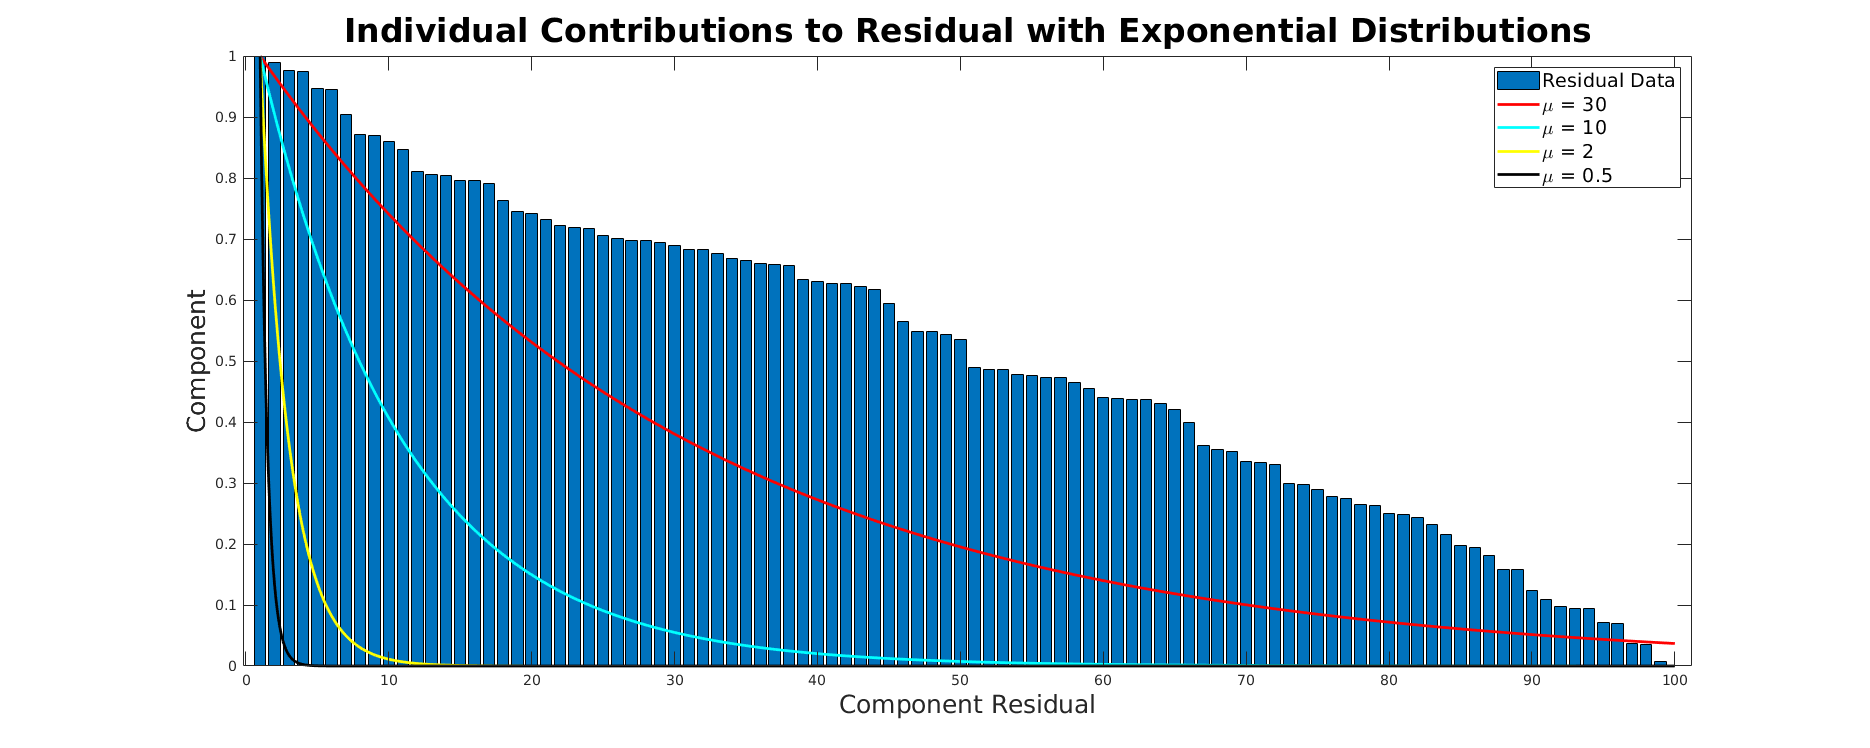 Individual Contributions to Residual with Exponential Distributions
Residual Data
μ = 30
μ = 10
μ = 2
μ = 0.5
1
0.9
0.8
0.7
0.6
0.5
0.4
0.3
0.2
0.1
0
Component
0 10 20 30 40 50 60 70 80 90 100
Component Residual